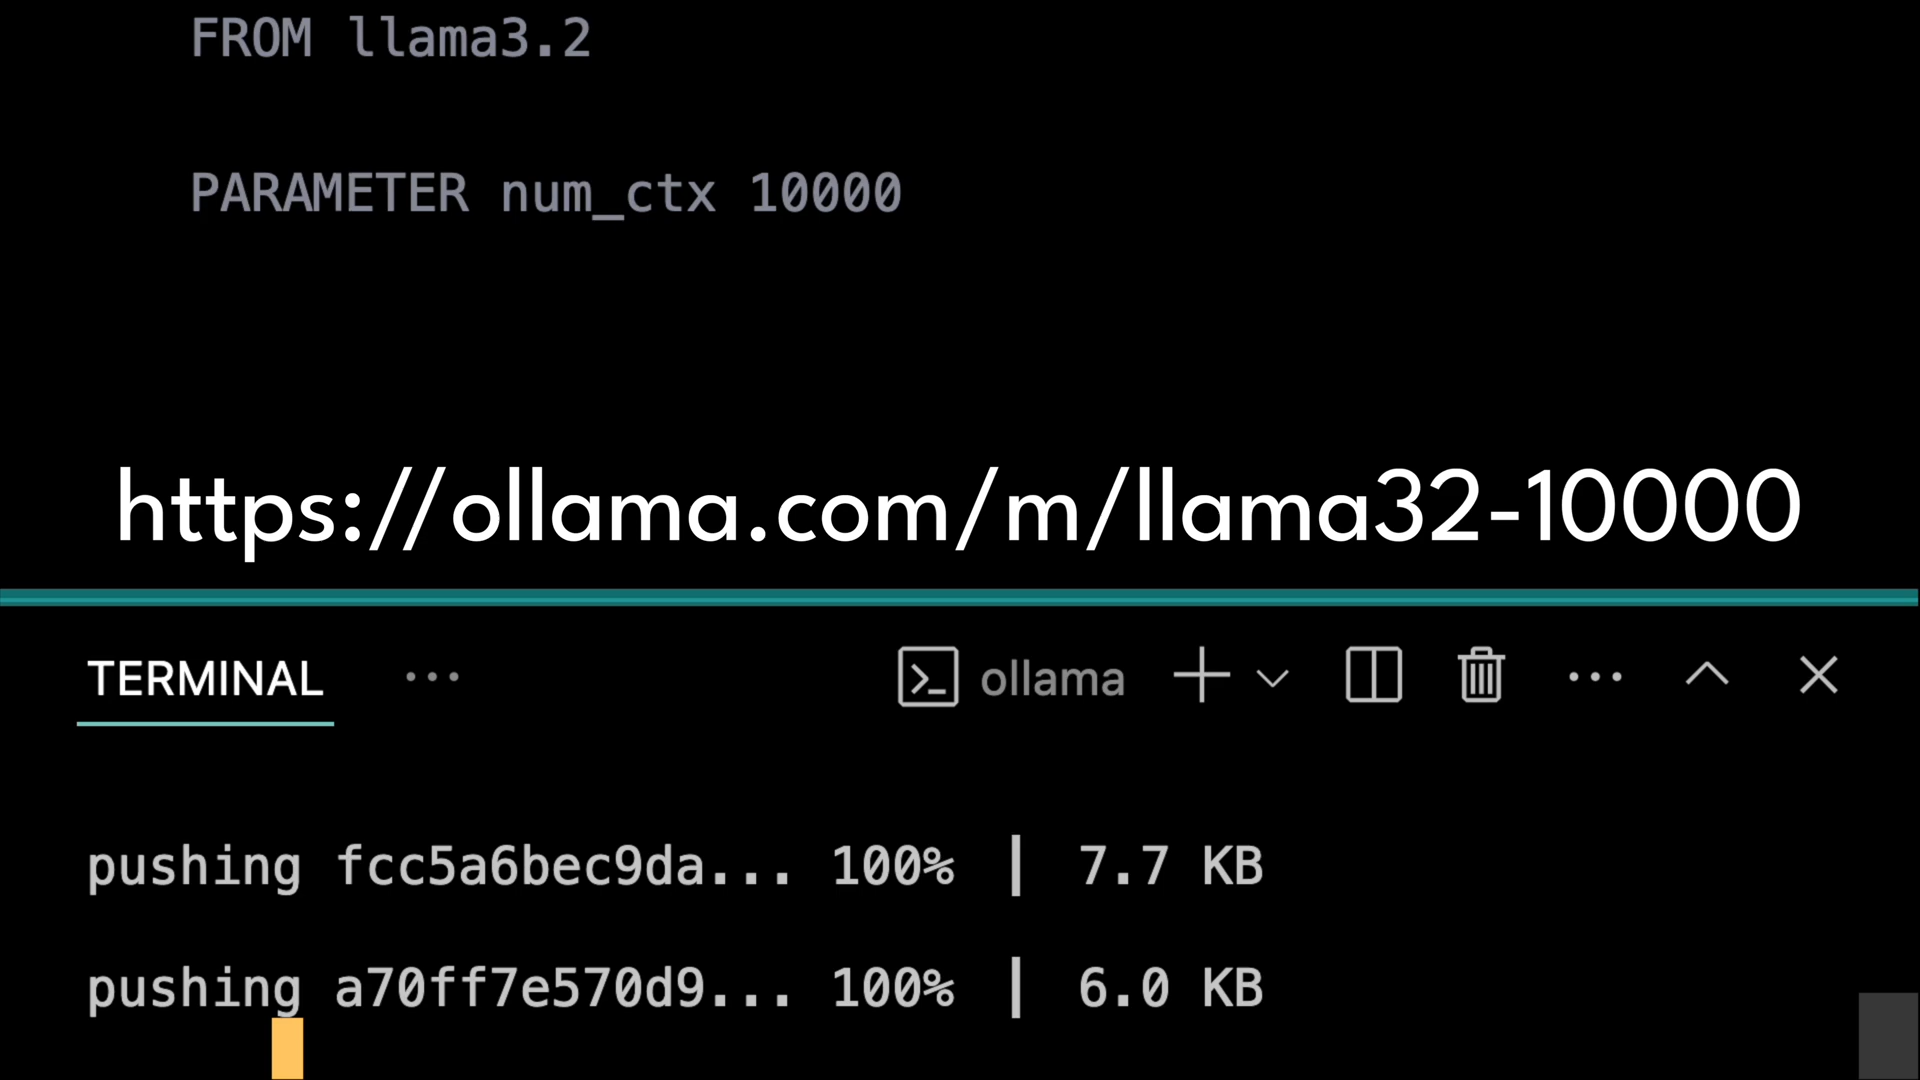 FROM llama3.2
PARAMETER num_ctx 10000
https://ollama.com/m/llama32-10000
TERMINAL ... ollama
pushing fcc5a6bec9da... 100% | 7.7 KB
pushing a70ff7e570d9... 100% | 6.0 KB